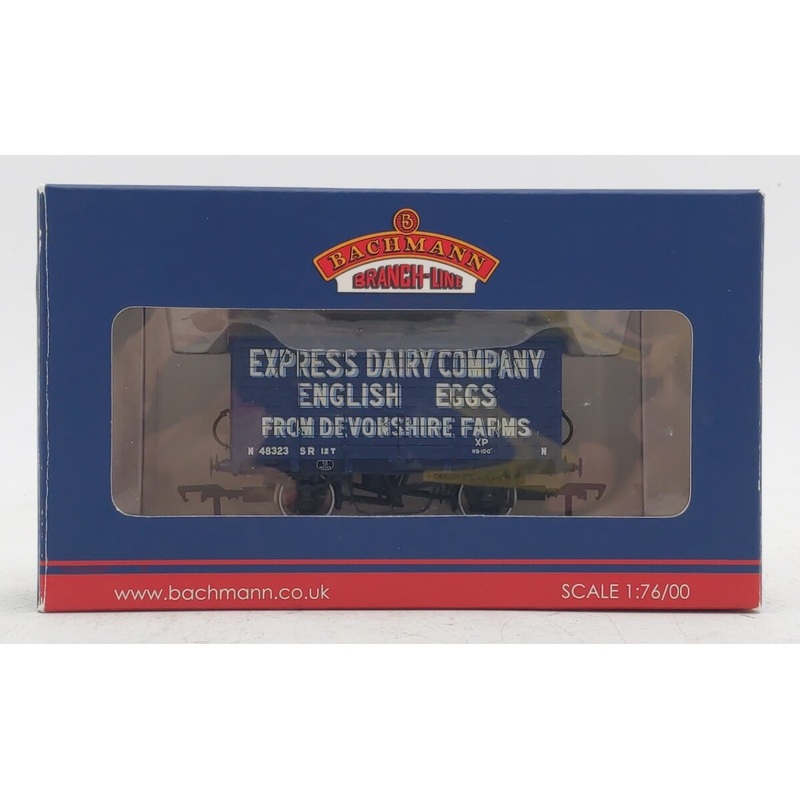 B
BACHMANN
BRANCH-LINE
EXPRESS DAIRY COMPANY
ENGLISH EGGS
FROM DEVONSHIRE FARMS
XP
N 48323 SR 12T N
www.bachmann.co.uk SCALE 1:76/00